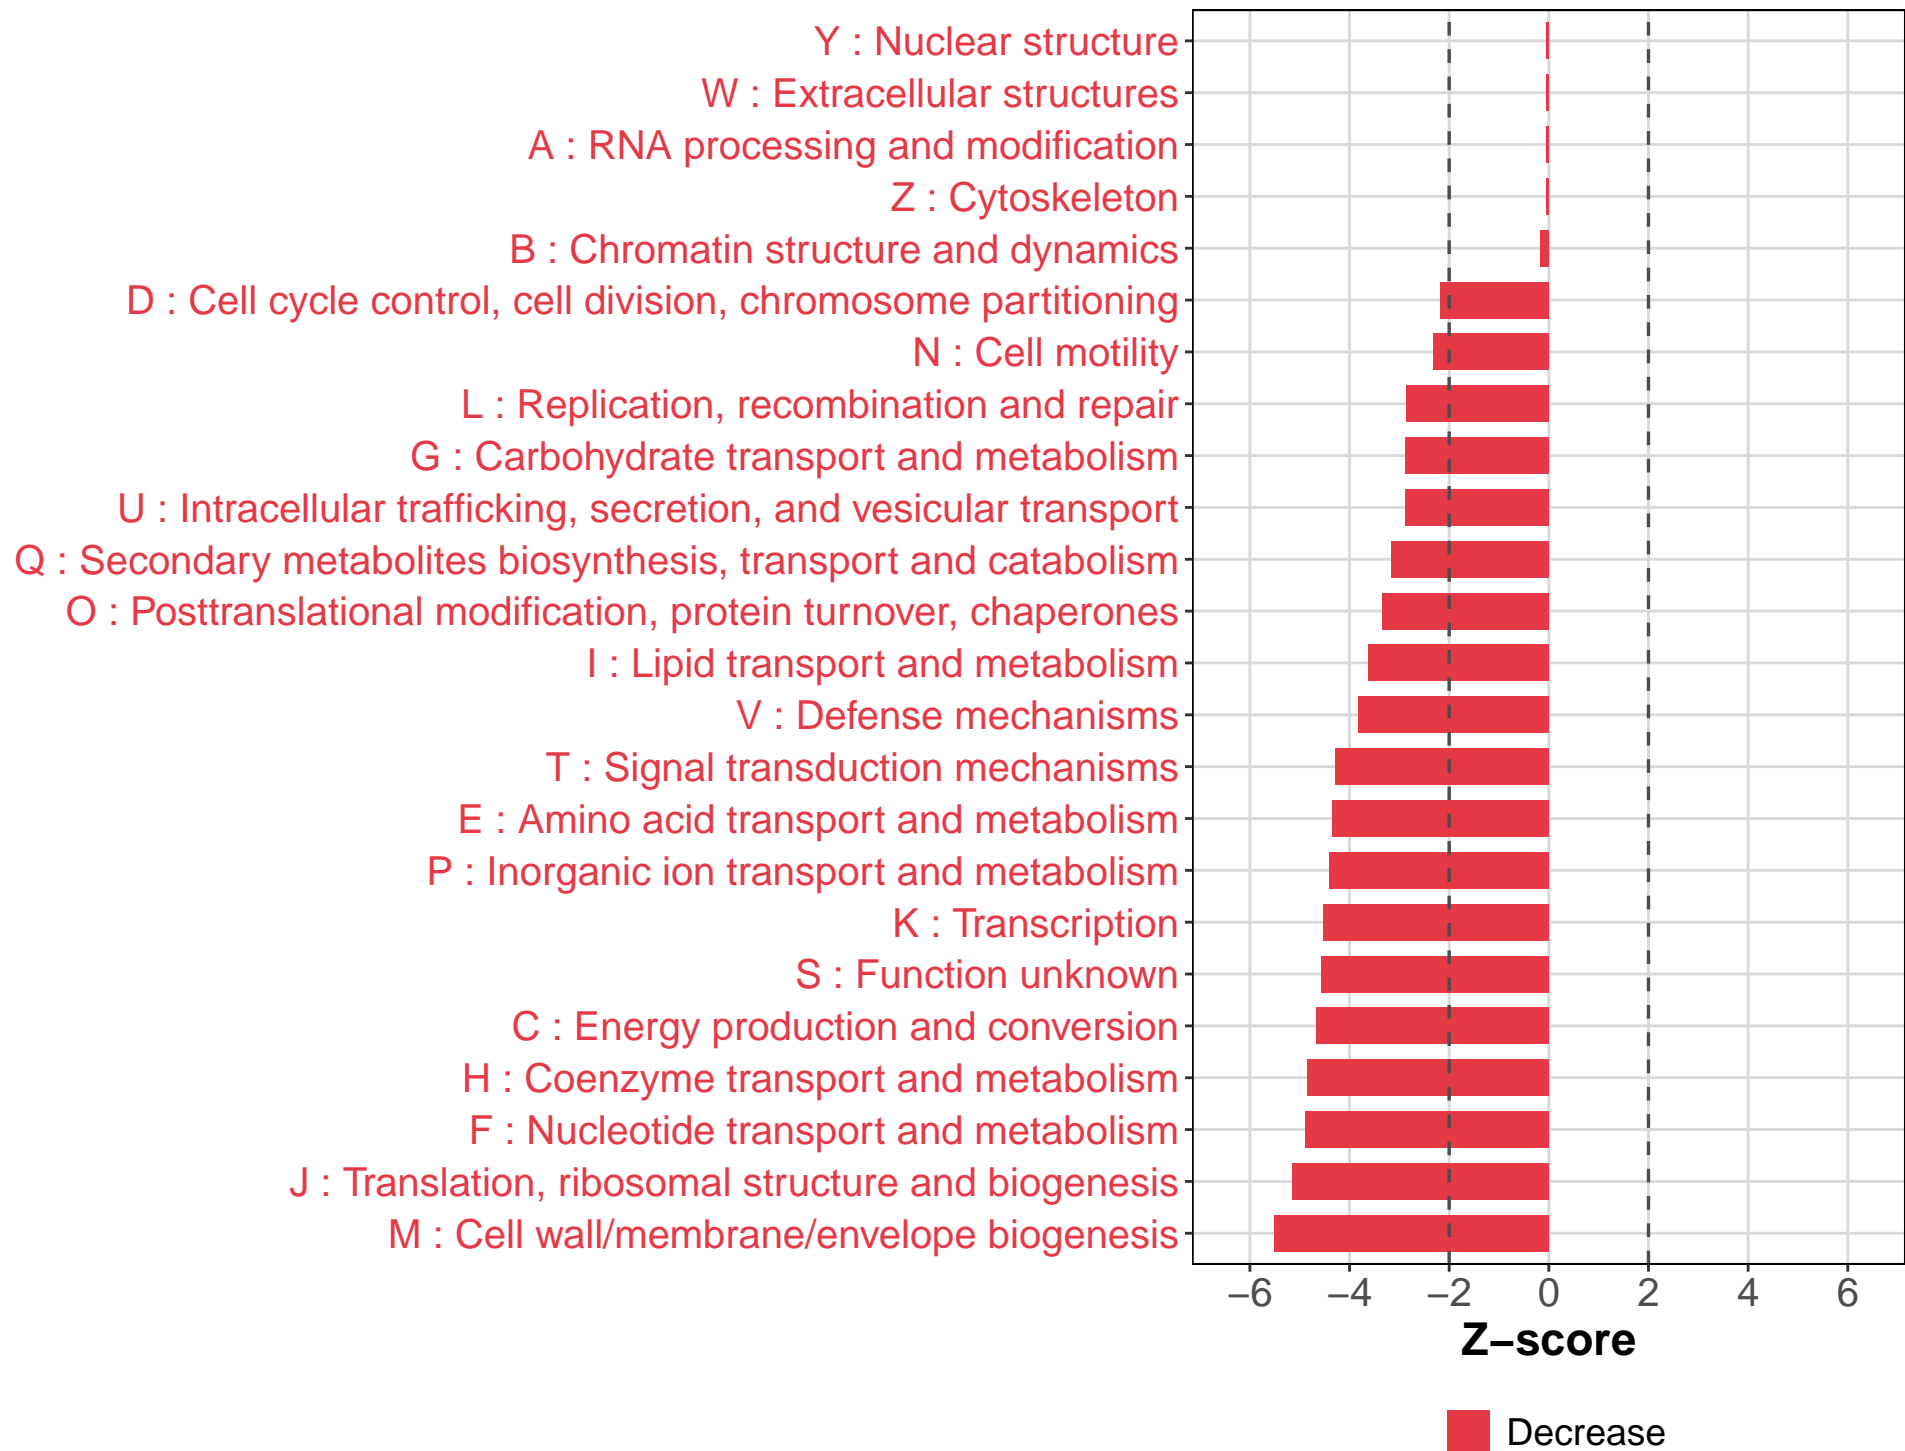 Y : Nuclear structure
W : Extracellular structures
A : RNA processing and modification
Z : Cytoskeleton
B : Chromatin structure and dynamics
D : Cell cycle control, cell division, chromosome partitioning
N : Cell motility
L : Replication, recombination and repair
G : Carbohydrate transport and metabolism
U : Intracellular trafficking, secretion, and vesicular transport
Q : Secondary metabolites biosynthesis, transport and catabolism
O : Posttranslational modification, protein turnover, chaperones
I : Lipid transport and metabolism
V : Defense mechanisms
T : Signal transduction mechanisms
E : Amino acid transport and metabolism
P : Inorganic ion transport and metabolism
K : Transcription
S : Function unknown
C : Energy production and conversion
H : Coenzyme transport and metabolism
F : Nucleotide transport and metabolism
J : Translation, ribosomal structure and biogenesis
M : Cell wall/membrane/envelope biogenesis
−6 −4 −2 0 2 4 6
Z−score
Decrease